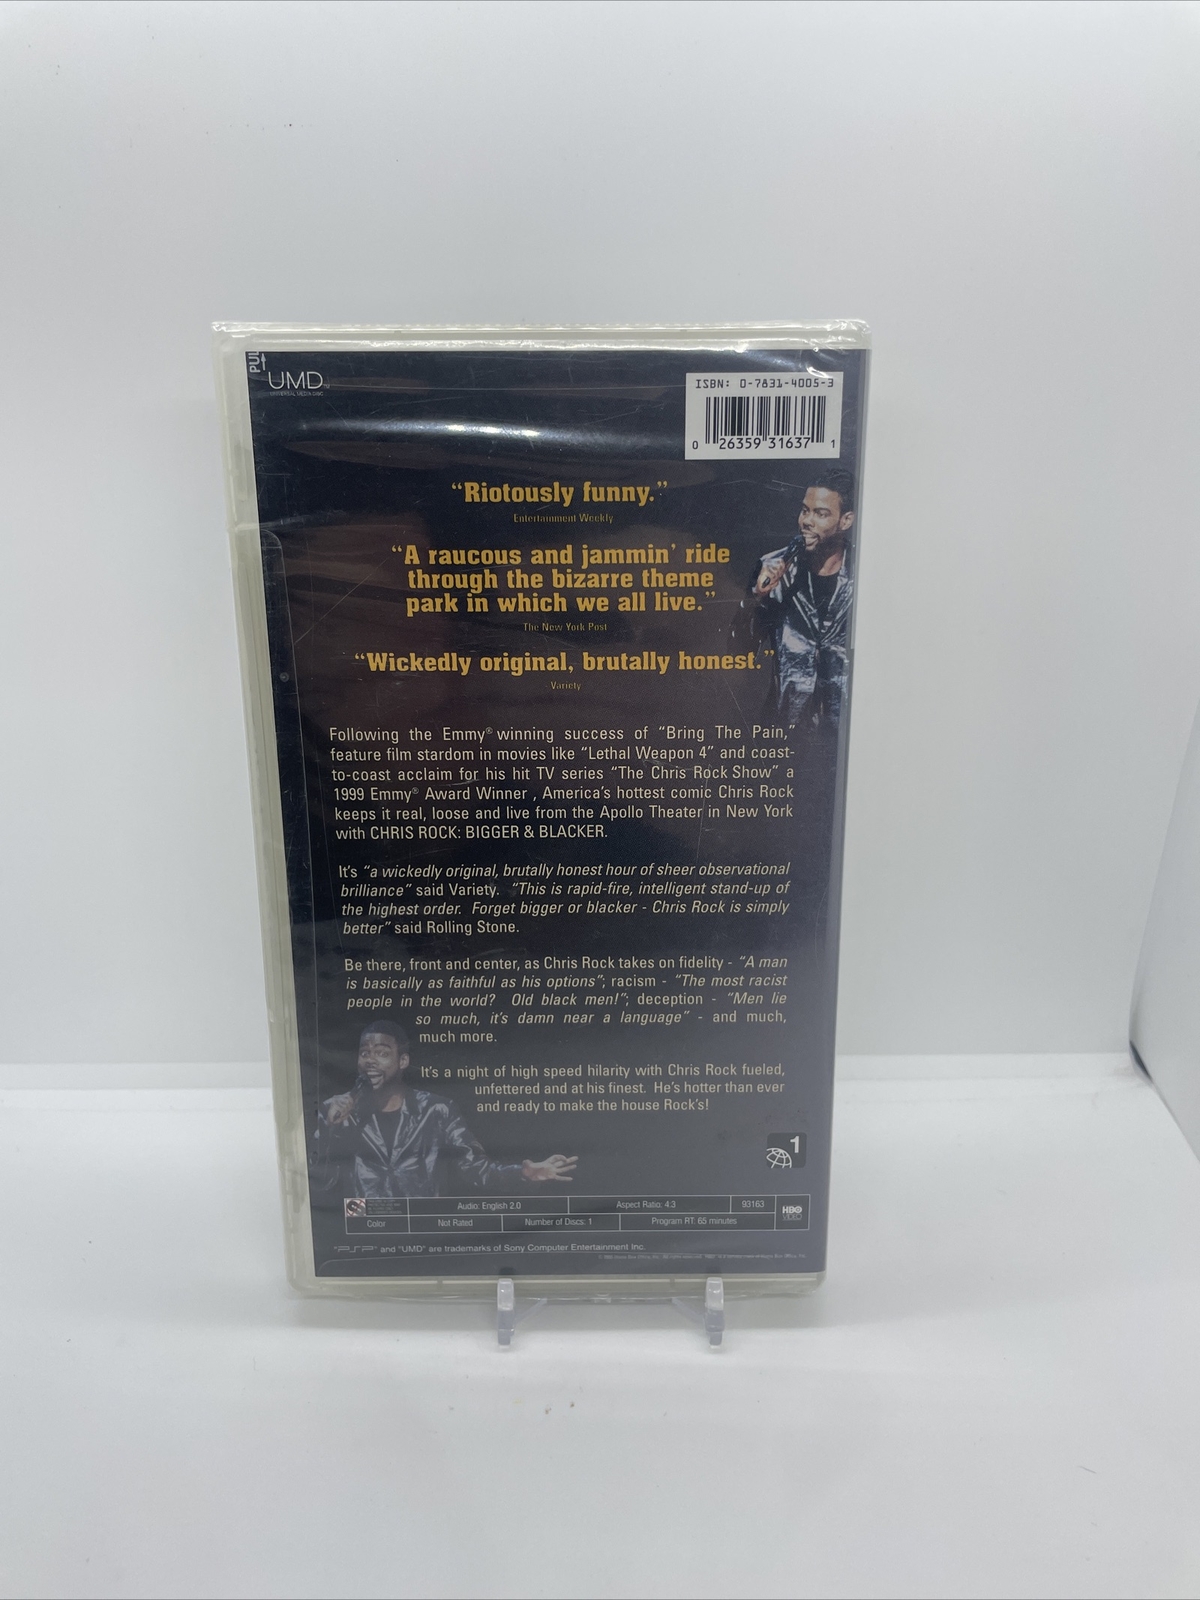 PUL
UMD
UNIVERSAL MEDIA DISC
ISBN: 0-7831-4005-3
0 26359 31637 1
“Riotously funny.”
Entertainment Weekly
“A raucous and jammin’ ride
through the bizarre theme
park in which we all live.”
The New York Post
“Wickedly original, brutally honest.”
Variety
Following the Emmy® winning success of “Bring The Pain,”
feature film stardom in movies like “Lethal Weapon 4” and coast-
to-coast acclaim for his hit TV series “The Chris Rock Show” a
1999 Emmy® Award Winner , America’s hottest comic Chris Rock
keeps it real, loose and live from the Apollo Theater in New York
with CHRIS ROCK: BIGGER & BLACKER.
It’s “a wickedly original, brutally honest hour of sheer observational
brilliance” said Variety. “This is rapid-fire, intelligent stand-up of
the highest order. Forget bigger or blacker - Chris Rock is simply
better” said Rolling Stone.
Be there, front and center, as Chris Rock takes on fidelity - “A man
is basically as faithful as his options”; racism - “The most racist
people in the world? Old black men!”; deception - “Men lie
so much, it’s damn near a language” - and much,
much more.
It’s a night of high speed hilarity with Chris Rock fueled,
unfettered and at his finest. He’s hotter than ever
and ready to make the house Rock’s!
1
Audio: English 2.0 Aspect Ratio: 4:3 93163 HBO VIDEO
Color Not Rated Number of Discs: 1 Program RT: 65 minutes
"PSP" and "UMD" are trademarks of Sony Computer Entertainment Inc.